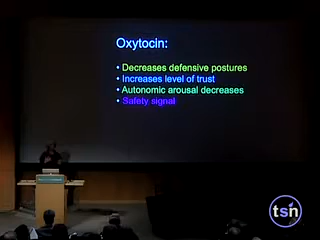 Oxytocin:
• Decreases defensive postures
• Increases level of trust
• Autonomic arousal decreases
• Safety signal
tsn